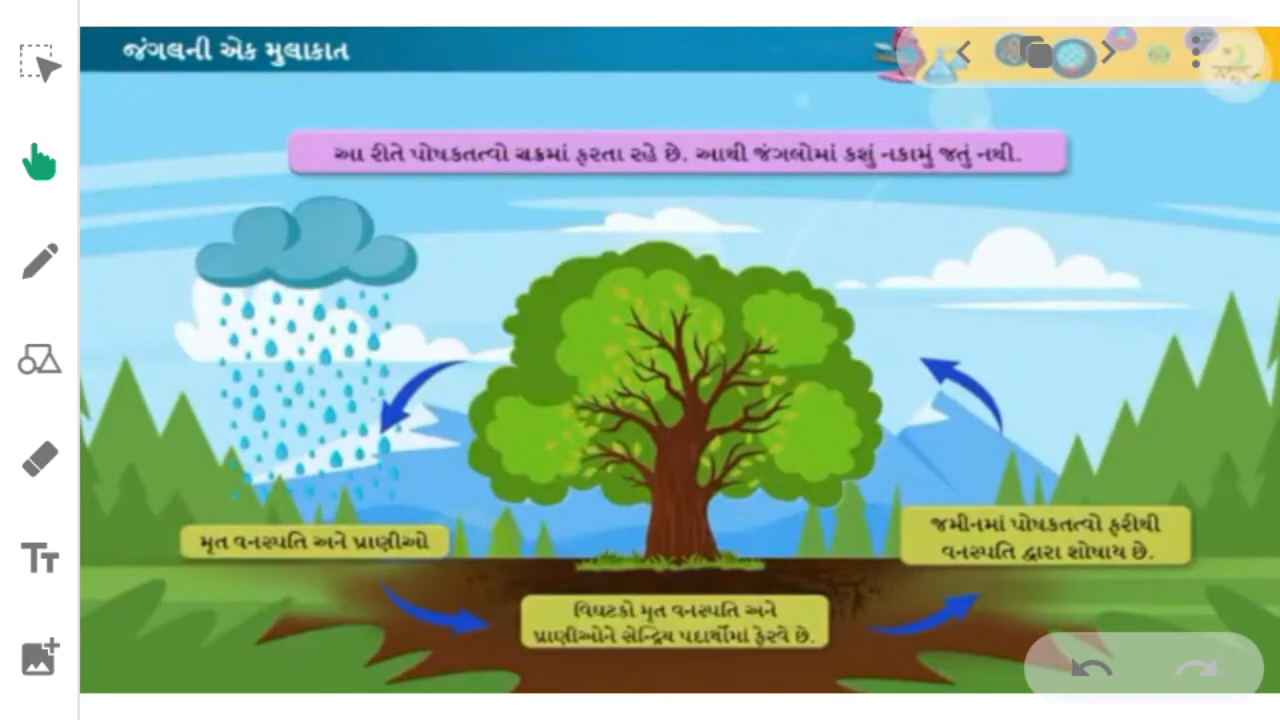 જંગલની એક મુલાકાત
આ રીતે પોષકતત્વો ચક્રમાં ફરતા રહે છે. આથી જંગલોમાં કશું નકામું જતું નથી.
મૃત વનસ્પતિ અને પ્રાણીઓ
જમીનમાં પોષકતત્વો ફરીથી
વનસ્પતિ દ્વારા શોષાય છે.
વિઘટકો મૃત વનસ્પતિ અને
પ્રાણીઓને સેન્દ્રિય પદાર્થોમાં ફેરવે છે.
Tт